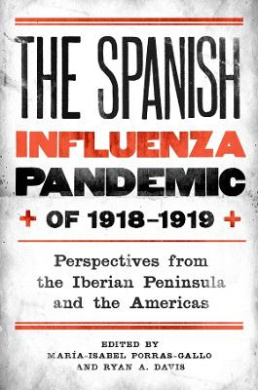 THE SPANISH
INFLUENZA
PANDEMIC
+ OF 1918–1919 +
Perspectives from
the Iberian Peninsula
and the Americas
EDITED BY
MARÍA-ISABEL PORRAS-GALLO
AND RYAN A. DAVIS